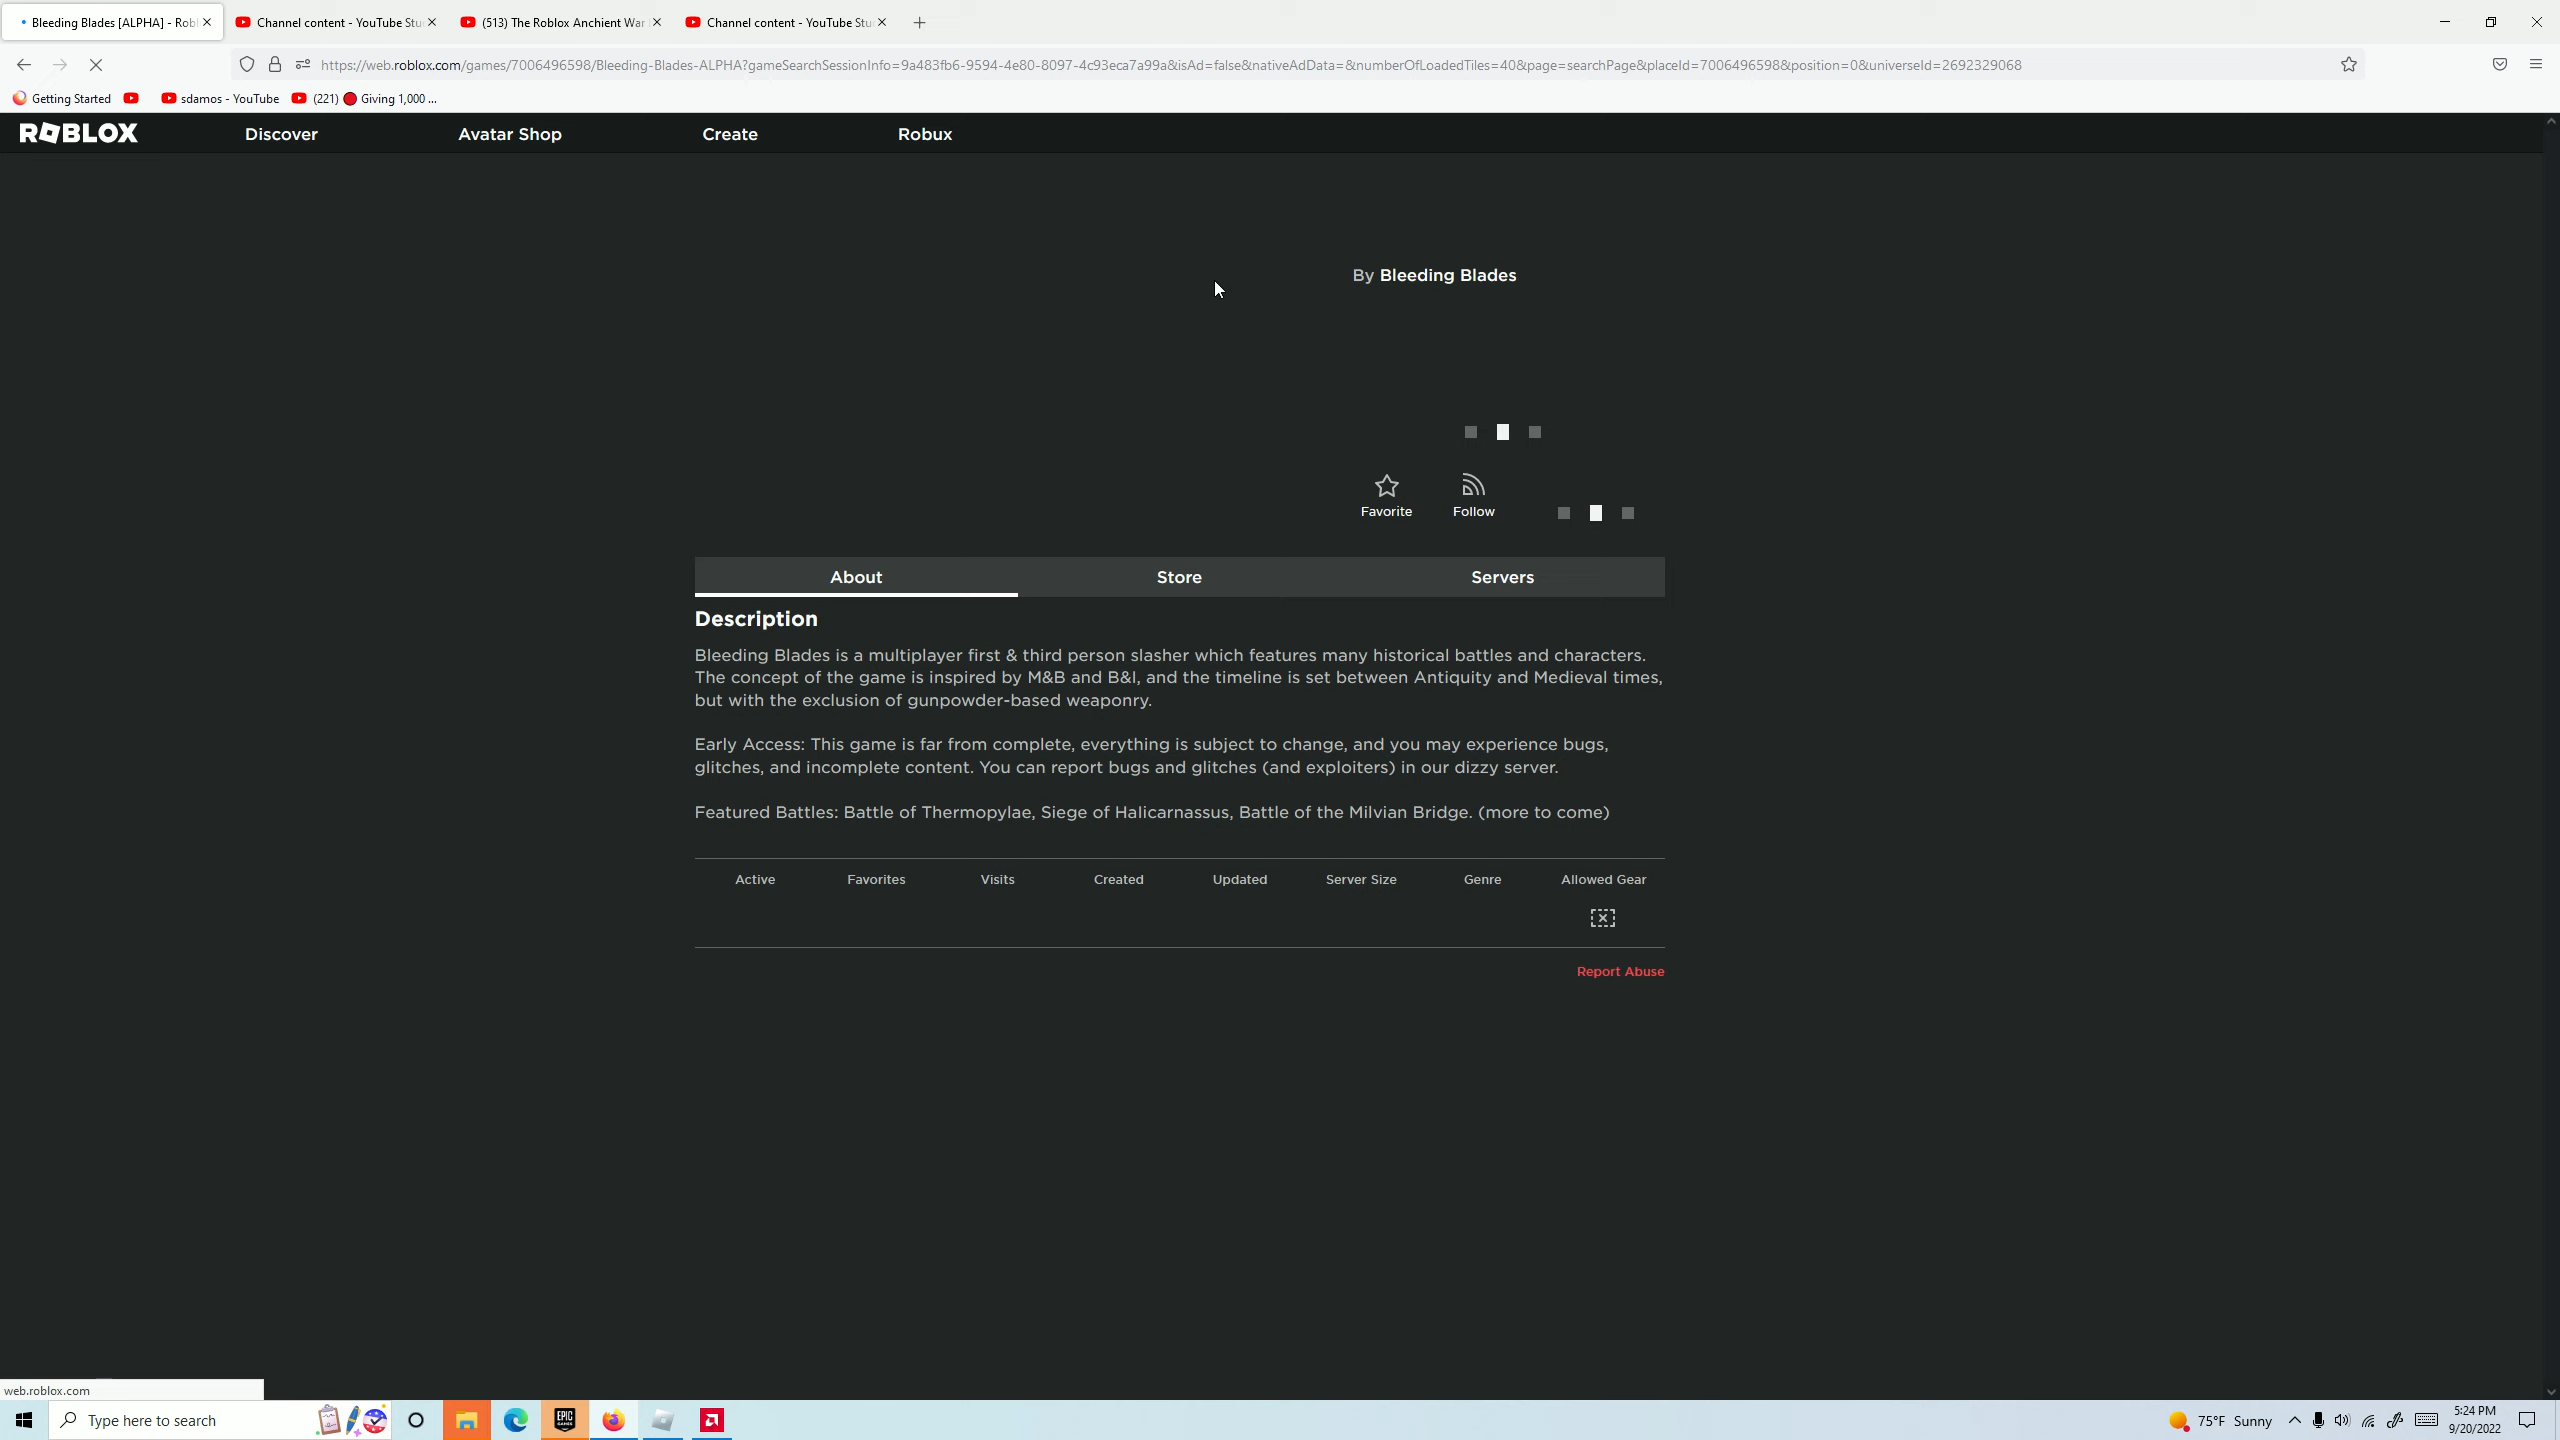 Bleeding Blades [ALPHA] - Robl
Channel content - YouTube Stu
(513) The Roblox Anchient War
Channel content - YouTube Stu
https://web.roblox.com/games/7006496598/Bleeding-Blades-ALPHA?gameSearchSessionInfo=9a483fb6-9594-4e80-8097-4c93eca7a99a&isAd=false&nativeAdData=&numberOfLoadedTiles=40&page=searchPage&placeId=7006496598&position=0&universeId=2692329068
Getting Started
sdamos - YouTube
(221) Giving 1,000 ...
ROBLOX
Discover
Avatar Shop
Create
Robux
By Bleeding Blades
Favorite
Follow
About
Store
Servers
Description
Bleeding Blades is a multiplayer first & third person slasher which features many historical battles and characters.
The concept of the game is inspired by M&B and B&I, and the timeline is set between Antiquity and Medieval times,
but with the exclusion of gunpowder-based weaponry.
Early Access: This game is far from complete, everything is subject to change, and you may experience bugs,
glitches, and incomplete content. You can report bugs and glitches (and exploiters) in our dizzy server.
Featured Battles: Battle of Thermopylae, Siege of Halicarnassus, Battle of the Milvian Bridge. (more to come)
Active
Favorites
Visits
Created
Updated
Server Size
Genre
Allowed Gear
Report Abuse
web.roblox.com
Type here to search
EPIC GAMES
75°F Sunny
5:24 PM
9/20/2022